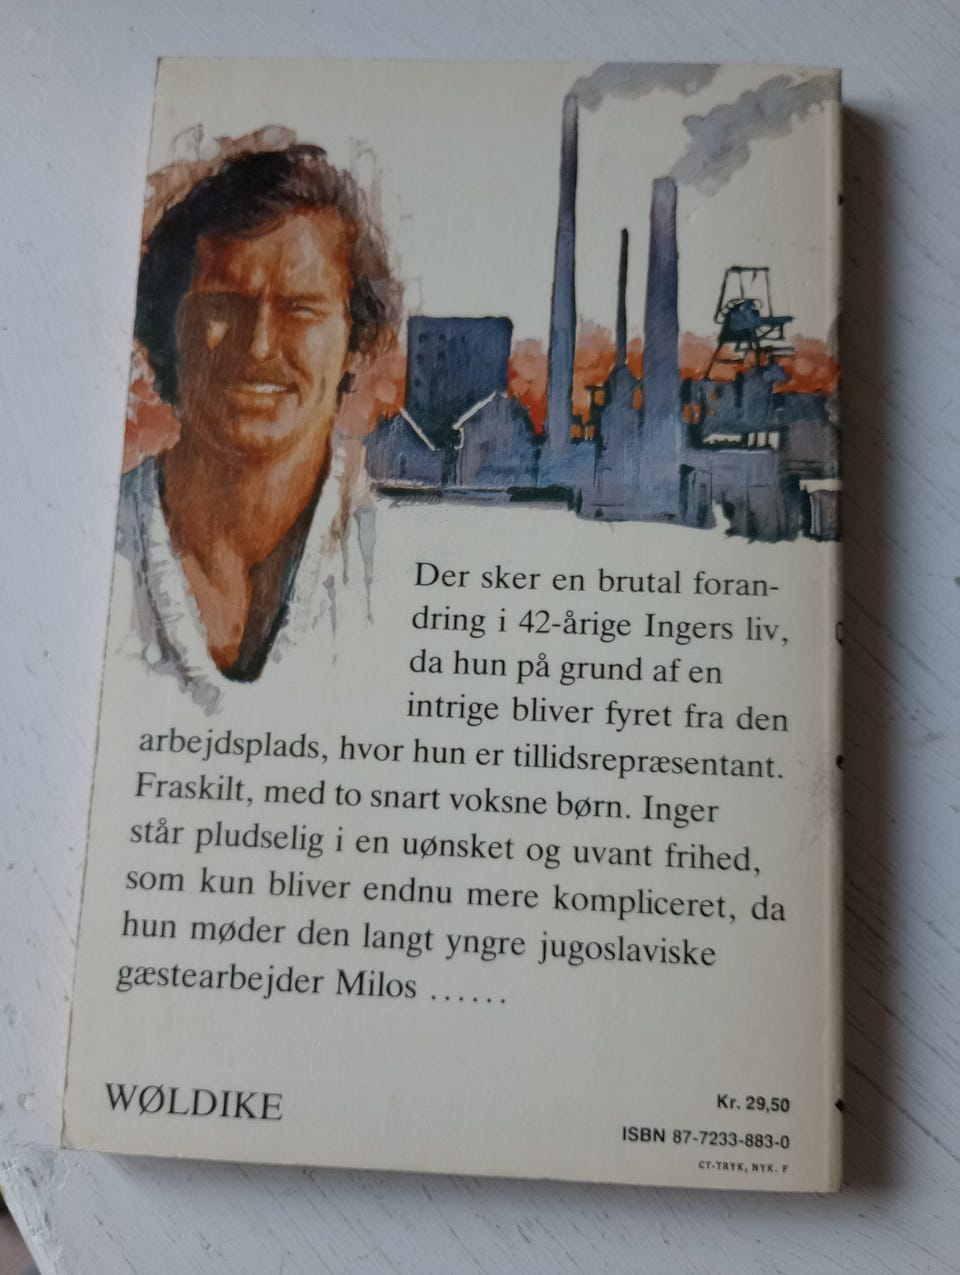 Der sker en brutal foran-
dring i 42-årige Ingers liv,
da hun på grund af en
intrige bliver fyret fra den
arbejdsplads, hvor hun er tillidsrepræsentant.
Fraskilt, med to snart voksne børn. Inger
står pludselig i en uønsket og uvant frihed,
som kun bliver endnu mere kompliceret, da
hun møder den langt yngre jugoslaviske
gæstearbejder Milos ......
WØLDIKE
Kr. 29,50
ISBN 87-7233-883-0
CT-TRYK, NYK. F